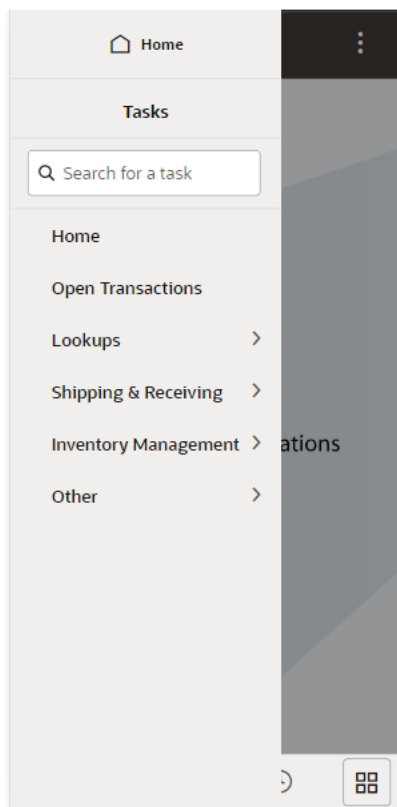 Home
Tasks
Search for a task
Home
Open Transactions
Lookups
Shipping & Receiving
Inventory Management
ations
Other